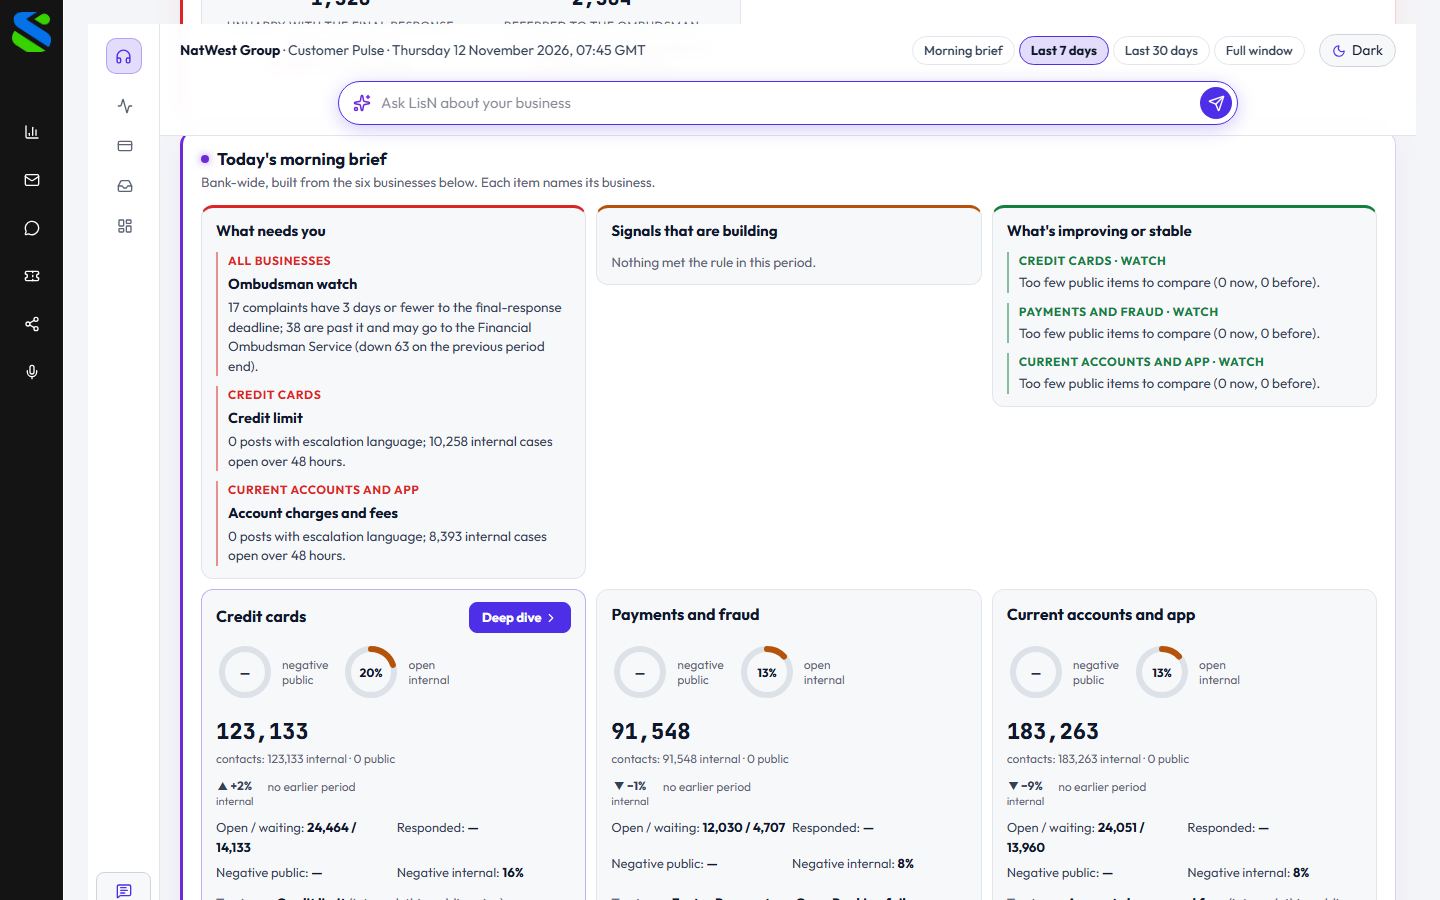 1,528
2,564
UNHAPPY WITH THE FINAL RESPONSE
REFERRED TO THE OMBUDSMAN
NatWest Group · Customer Pulse · Thursday 12 November 2026, 07:45 GMT
Morning brief
Last 7 days
Last 30 days
Full window
Dark
Ask LisN about your business
Today's morning brief
Bank-wide, built from the six businesses below. Each item names its business.
What needs you
ALL BUSINESSES
Ombudsman watch
17 complaints have 3 days or fewer to the final-response
deadline; 38 are past it and may go to the Financial
Ombudsman Service (down 63 on the previous period
end).
CREDIT CARDS
Credit limit
0 posts with escalation language; 10,258 internal cases
open over 48 hours.
CURRENT ACCOUNTS AND APP
Account charges and fees
0 posts with escalation language; 8,393 internal cases
open over 48 hours.
Signals that are building
Nothing met the rule in this period.
What's improving or stable
CREDIT CARDS · WATCH
Too few public items to compare (0 now, 0 before).
PAYMENTS AND FRAUD · WATCH
Too few public items to compare (0 now, 0 before).
CURRENT ACCOUNTS AND APP · WATCH
Too few public items to compare (0 now, 0 before).
Credit cards
Deep dive
–
negative
public
20%
open
internal
123,133
contacts: 123,133 internal · 0 public
▲ +2%
internal
no earlier period
Open / waiting: 24,464 /
14,133
Responded: –
Negative public: –
Negative internal: 16%
Payments and fraud
–
negative
public
13%
open
internal
91,548
contacts: 91,548 internal · 0 public
▼ −1%
internal
no earlier period
Open / waiting: 12,030 / 4,707
Responded: –
Negative public: –
Negative internal: 8%
Current accounts and app
–
negative
public
13%
open
internal
183,263
contacts: 183,263 internal · 0 public
▼ −9%
internal
no earlier period
Open / waiting: 24,051 /
13,960
Responded: –
Negative public: –
Negative internal: 8%